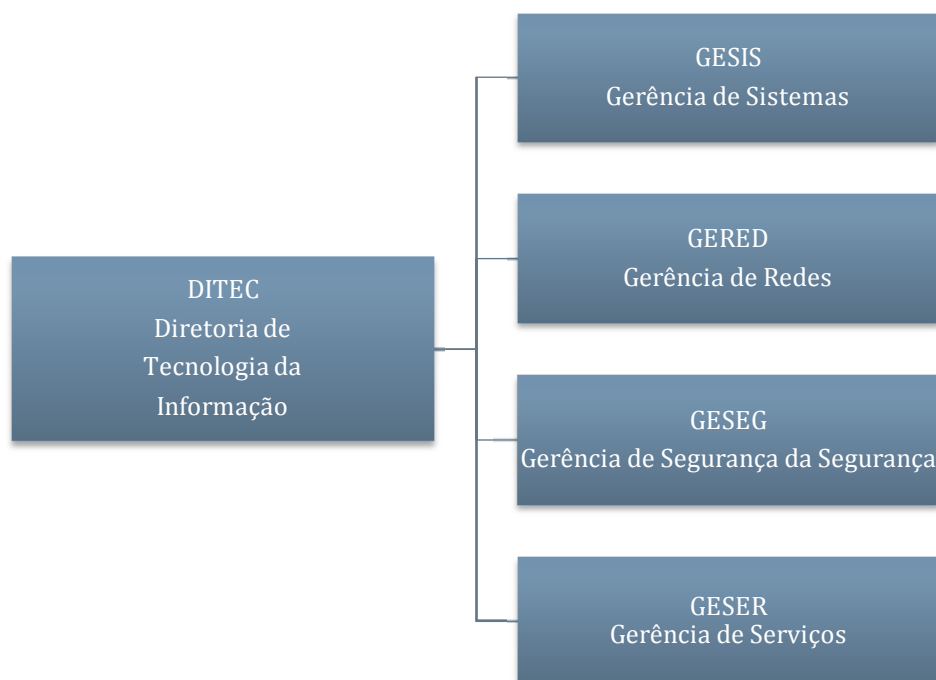 GESIS
Gerência de Sistemas
GERED
Gerência de Redes
DITEC
Diretoria de
Tecnologia da
Informação
GESEG
Gerência de Segurança da Segurança
GESER
Gerência de Serviços